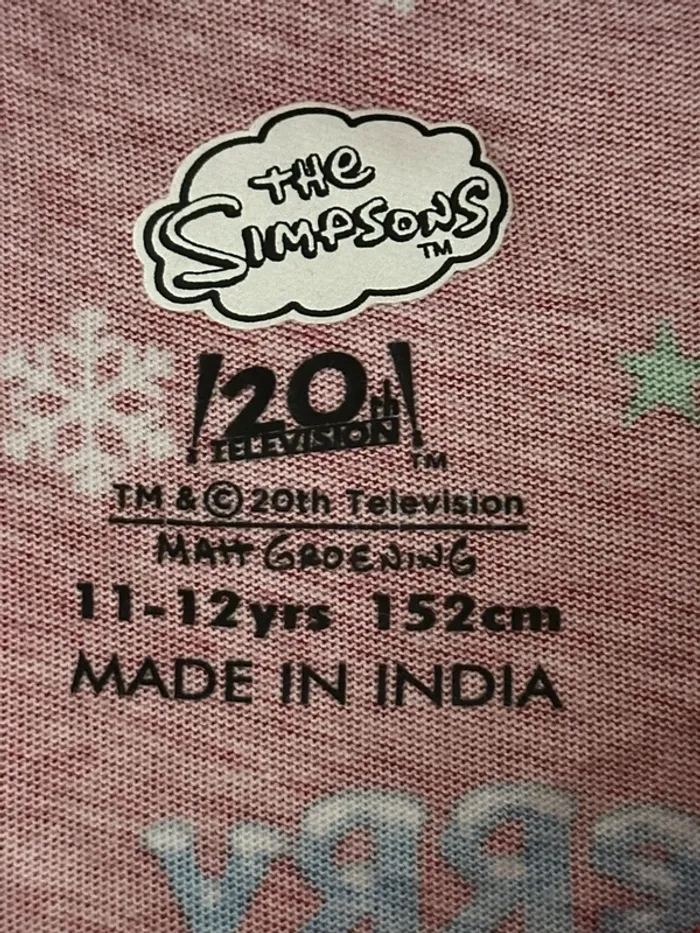 THE
SIMPSONS
TM
20th
TELEVISION
TM
TM & © 20th Television
MATT GROENING
11-12yrs 152cm
MADE IN INDIA